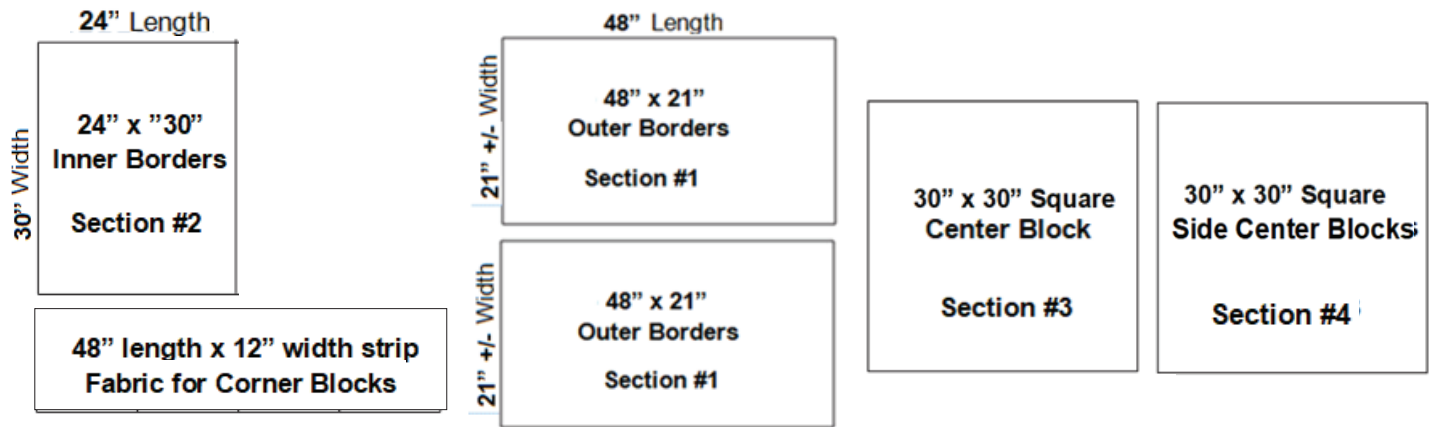 24” Length
30” Width
24” x ”30”
Inner Borders
Section #2
48” length x 12” width strip
Fabric for Corner Blocks
48” Length
21” +/- Width
48” x 21”
Outer Borders
Section #1
21” +/- Width
48” x 21”
Outer Borders
Section #1
30” x 30” Square
Center Block
Section #3
30” x 30” Square
Side Center Blocks
Section #4